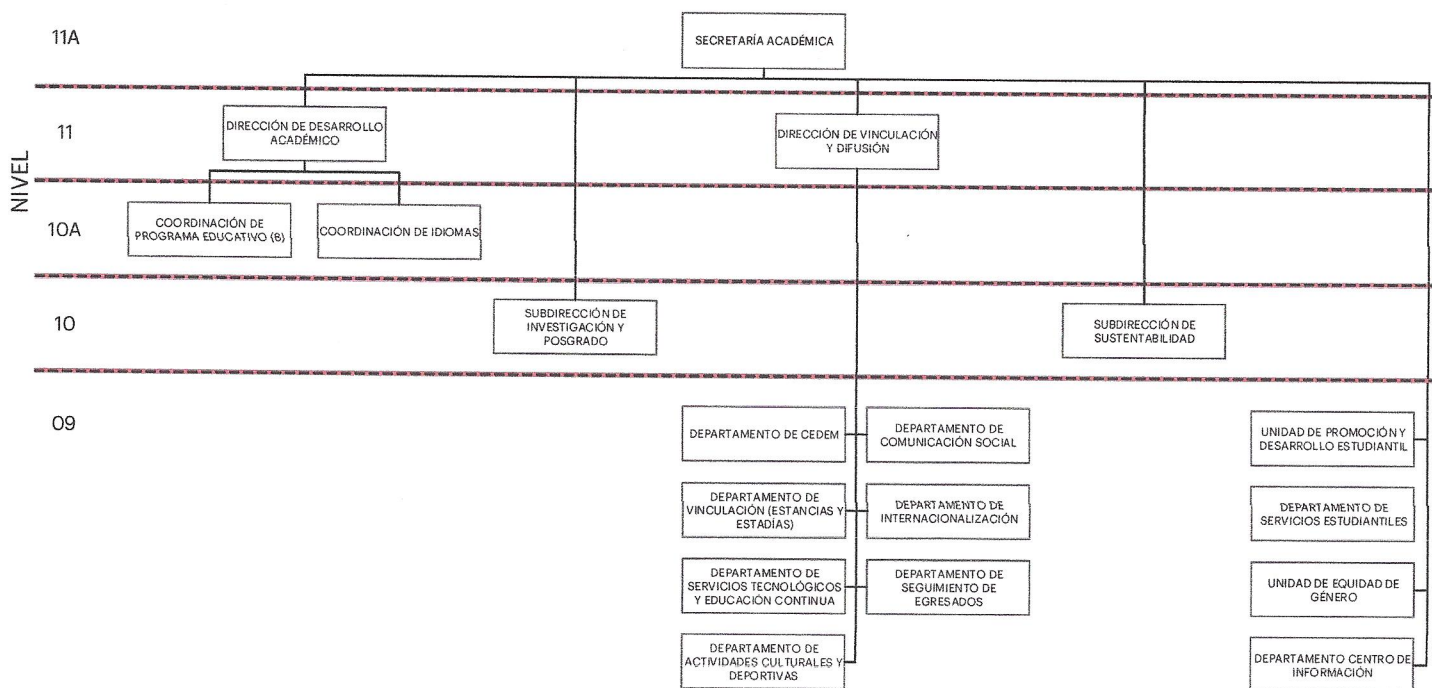 11A
SECRETARÍA ACADÉMICA
NIVEL
11
DIRECCIÓN DE DESARROLLO
ACADÉMICO
DIRECCIÓN DE VINCULACIÓN
Y DIFUSIÓN
10A
COORDINACIÓN DE
PROGRAMA EDUCATIVO (8)
COORDINACIÓN DE IDIOMAS
10
SUBDIRECCIÓN DE
INVESTIGACIÓN Y
POSGRADO
SUBDIRECCIÓN DE
SUSTENTABILIDAD
09
DEPARTAMENTO DE CEDEM
DEPARTAMENTO DE
COMUNICACIÓN SOCIAL
UNIDAD DE PROMOCIÓN Y
DESARROLLO ESTUDIANTIL
DEPARTAMENTO DE
VINCULACIÓN (ESTANCIAS Y
ESTADÍAS)
DEPARTAMENTO DE
INTERNACIONALIZACIÓN
DEPARTAMENTO DE
SERVICIOS ESTUDIANTILES
DEPARTAMENTO DE
SERVICIOS TECNOLÓGICOS
Y EDUCACIÓN CONTINUA
DEPARTAMENTO DE
SEGUIMIENTO DE
EGRESADOS
UNIDAD DE EQUIDAD DE
GÉNERO
DEPARTAMENTO DE
ACTIVIDADES CULTURALES Y
DEPORTIVAS
DEPARTAMENTO CENTRO DE
INFORMACIÓN